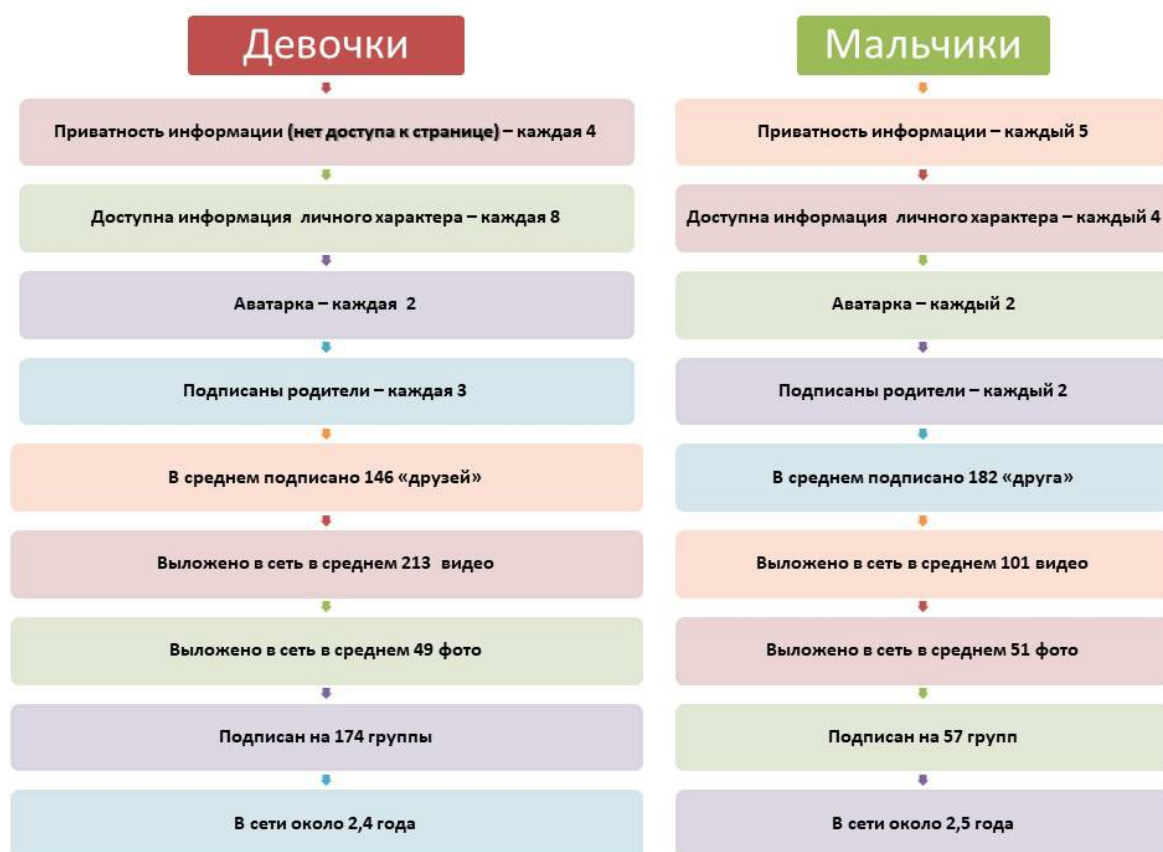 Девочки
Приватность информации (нет доступа к странице) – каждая 4
Доступна информация личного характера – каждая 8
Аватарка – каждая 2
Подписаны родители – каждая 3
В среднем подписано 146 «друзей»
Выложено в сеть в среднем 213 видео
Выложено в сеть в среднем 49 фото
Подписан на 174 группы
В сети около 2,4 года
Мальчики
Приватность информации – каждый 5
Доступна информация личного характера – каждый 4
Аватарка – каждый 2
Подписаны родители – каждый 2
В среднем подписано 182 «друга»
Выложено в сеть в среднем 101 видео
Выложено в сеть в среднем 51 фото
Подписан на 57 групп
В сети около 2,5 года